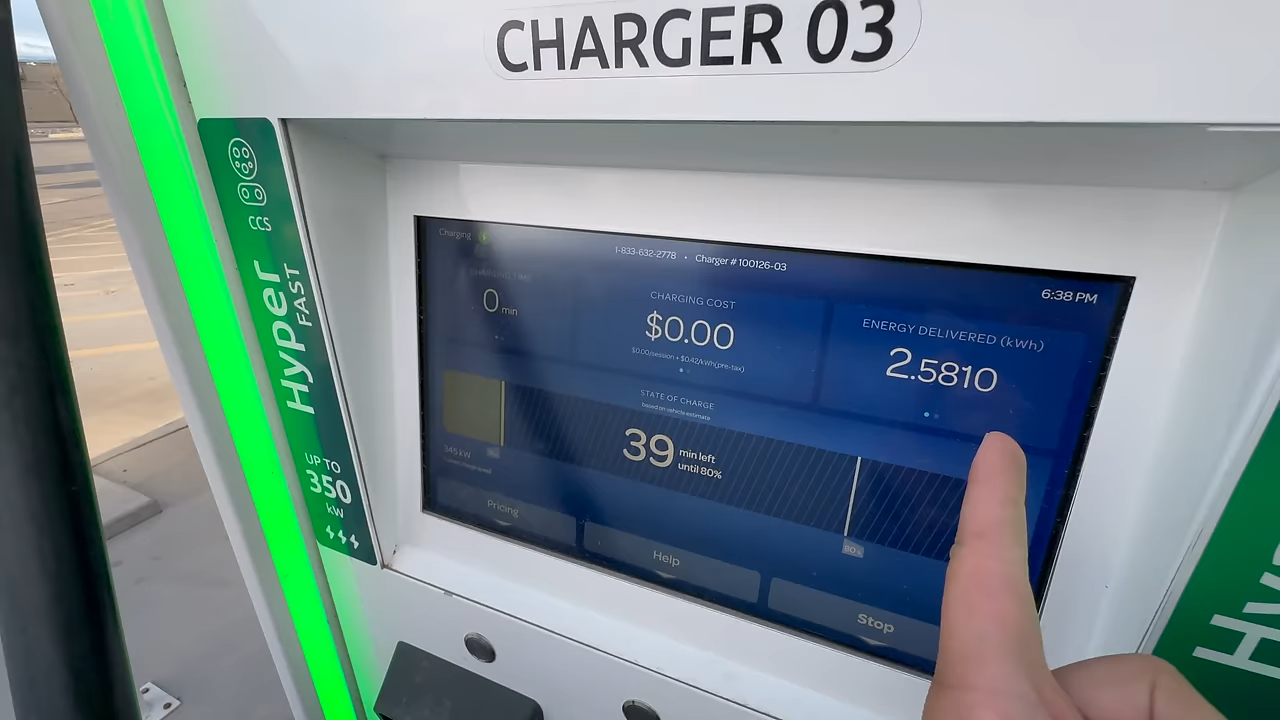 CHARGER 03
CCS
Hyper
FAST
UP TO
350
kW
Charging
1-833-632-2778 • Charger # 100126-03
6:38 PM
CHARGING TIME
0 min
CHARGING COST
$0.00
$0.00/session + $0.42/kWh(pre-tax)
ENERGY DELIVERED (kWh)
2.5810
STATE OF CHARGE
based on vehicle estimate
39 min left
until 80%
80%
Pricing
Help
Stop
Hy